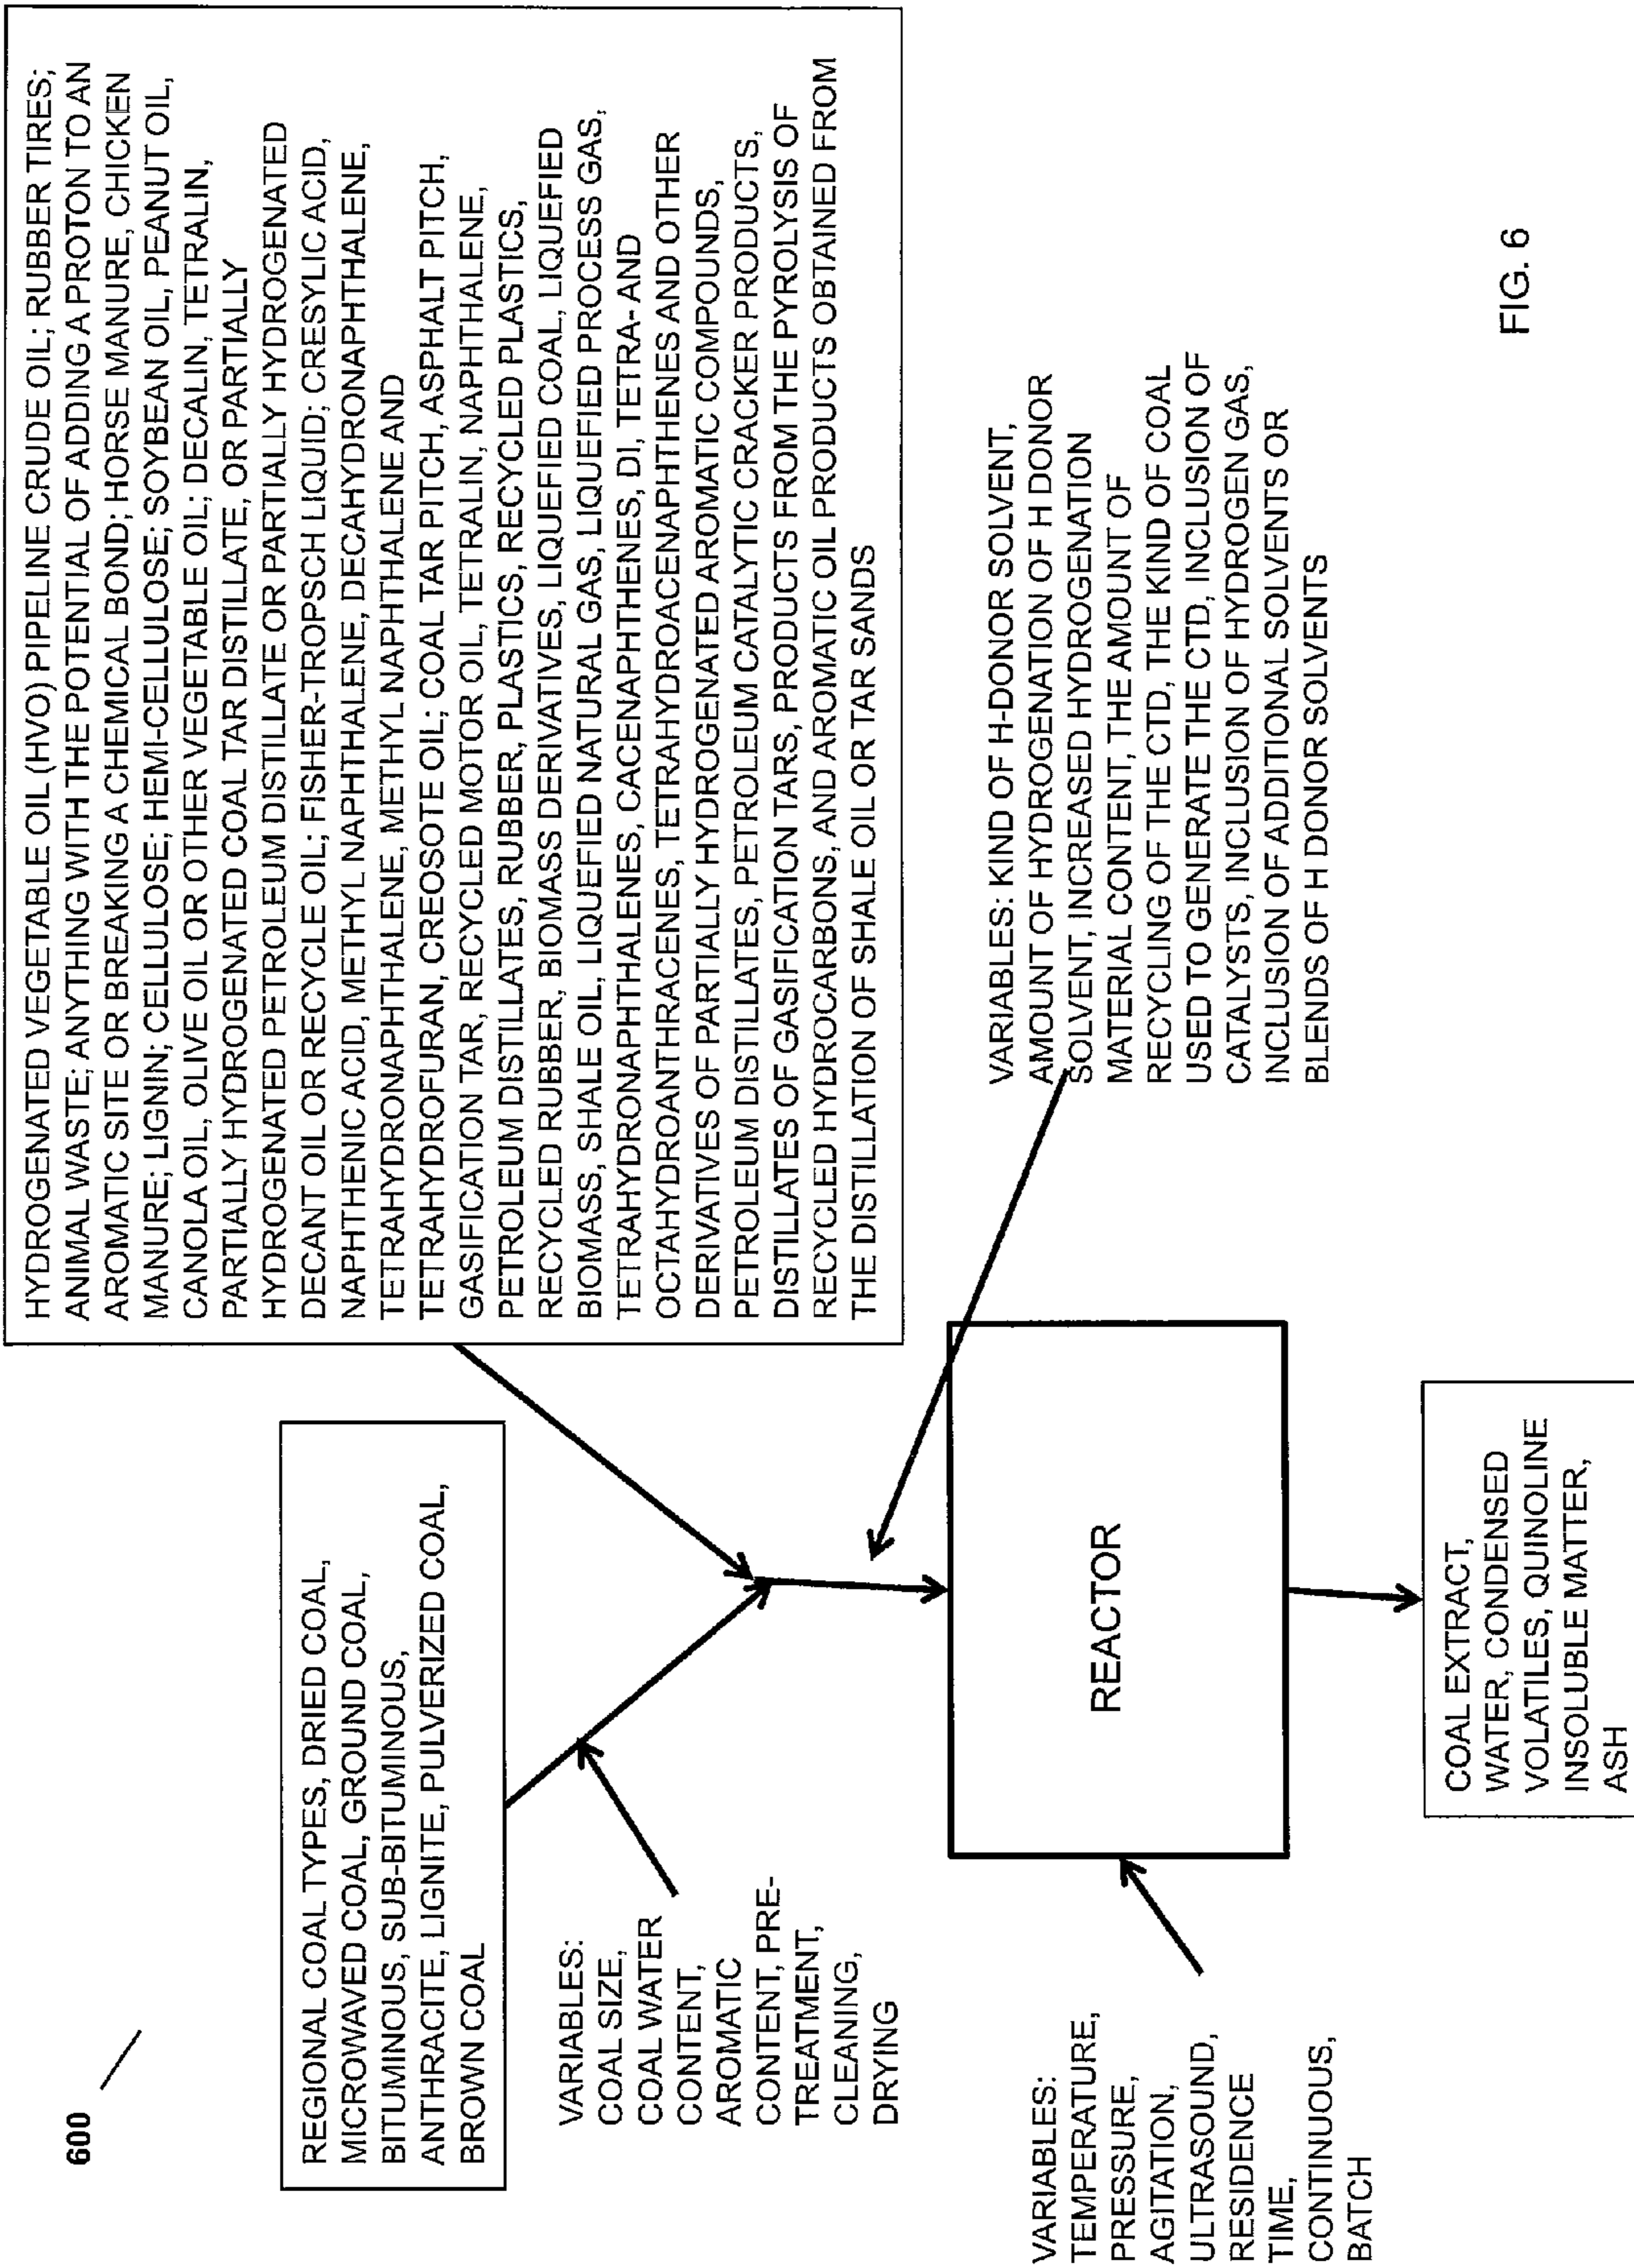 600
REGIONAL COAL TYPES, DRIED COAL,
MICROWAVED COAL, GROUND COAL,
BITUMINOUS, SUB-BITUMINOUS,
ANTHRACITE, LIGNITE, PULVERIZED COAL,
BROWN COAL
HYDROGENATED VEGETABLE OIL (HVO) PIPELINE CRUDE OIL; RUBBER TIRES;
ANIMAL WASTE; ANYTHING WITH THE POTENTIAL OF ADDING A PROTON TO AN
AROMATIC SITE OR BREAKING A CHEMICAL BOND; HORSE MANURE, CHICKEN
MANURE; LIGNIN; CELLULOSE; HEMI-CELLULOSE; SOYBEAN OIL, PEANUT OIL,
CANOLA OIL, OLIVE OIL OR OTHER VEGETABLE OIL; DECALIN, TETRALIN,
PARTIALLY HYDROGENATED COAL TAR DISTILLATE, OR PARTIALLY
HYDROGENATED PETROLEUM DISTILLATE OR PARTIALLY HYDROGENATED
DECANT OIL OR RECYCLE OIL; FISHER-TROPSCH LIQUID; CRESYLIC ACID,
NAPHTHENIC ACID, METHYL NAPHTHALENE, DECAHYDRONAPHTHALENE,
TETRAHYDRONAPHTHALENE, METHYL NAPHTHALENE AND
TETRAHYDROFURAN, CREOSOTE OIL; COAL TAR PITCH, ASPHALT PITCH,
GASIFICATION TAR, RECYCLED MOTOR OIL, TETRALIN, NAPHTHALENE,
PETROLEUM DISTILLATES, RUBBER, PLASTICS, RECYCLED PLASTICS,
RECYCLED RUBBER, BIOMASS DERIVATIVES, LIQUEFIED COAL, LIQUEFIED
BIOMASS, SHALE OIL, LIQUEFIED NATURAL GAS, LIQUEFIED PROCESS GAS,
TETRAHYDRONAPHTHALENES, CACENAPHTHENES, DI, TETRA- AND
OCTAHYDROANTHRACENES, TETRAHYDROACENAPHTHENES AND OTHER
DERIVATIVES OF PARTIALLY HYDROGENATED AROMATIC COMPOUNDS,
PETROLEUM DISTILLATES, PETROLEUM CATALYTIC CRACKER PRODUCTS,
DISTILLATES OF GASIFICATION TARS, PRODUCTS FROM THE PYROLYSIS OF
RECYCLED HYDROCARBONS, AND AROMATIC OIL PRODUCTS OBTAINED FROM
THE DISTILLATION OF SHALE OIL OR TAR SANDS
VARIABLES:
COAL SIZE,
COAL WATER
CONTENT,
AROMATIC
CONTENT, PRE-
TREATMENT,
CLEANING,
DRYING
VARIABLES: KIND OF H-DONOR SOLVENT,
AMOUNT OF HYDROGENATION OF H DONOR
SOLVENT, INCREASED HYDROGENATION
MATERIAL CONTENT, THE AMOUNT OF
RECYCLING OF THE CTD, THE KIND OF COAL
USED TO GENERATE THE CTD, INCLUSION OF
CATALYSTS, INCLUSION OF HYDROGEN GAS,
INCLUSION OF ADDITIONAL SOLVENTS OR
BLENDS OF H DONOR SOLVENTS
VARIABLES:
TEMPERATURE,
PRESSURE,
AGITATION,
ULTRASOUND,
RESIDENCE
TIME,
CONTINUOUS,
BATCH
REACTOR
COAL EXTRACT,
WATER, CONDENSED
VOLATILES, QUINOLINE
INSOLUBLE MATTER,
ASH
FIG. 6